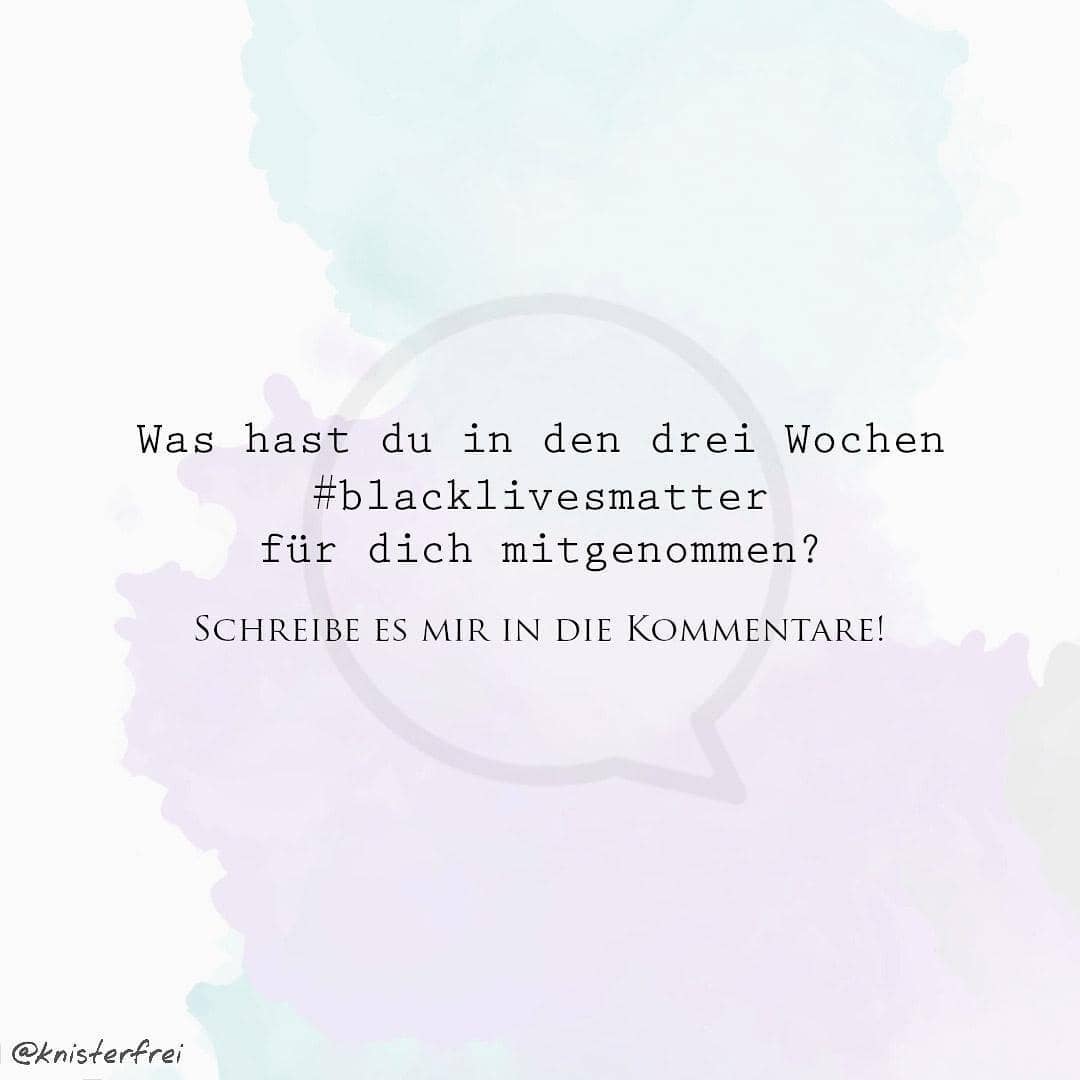 Was hast du in den drei Wochen
#blacklivesmatter
für dich mitgenommen?
Schreibe es mir in die Kommentare!
@knisterfrei